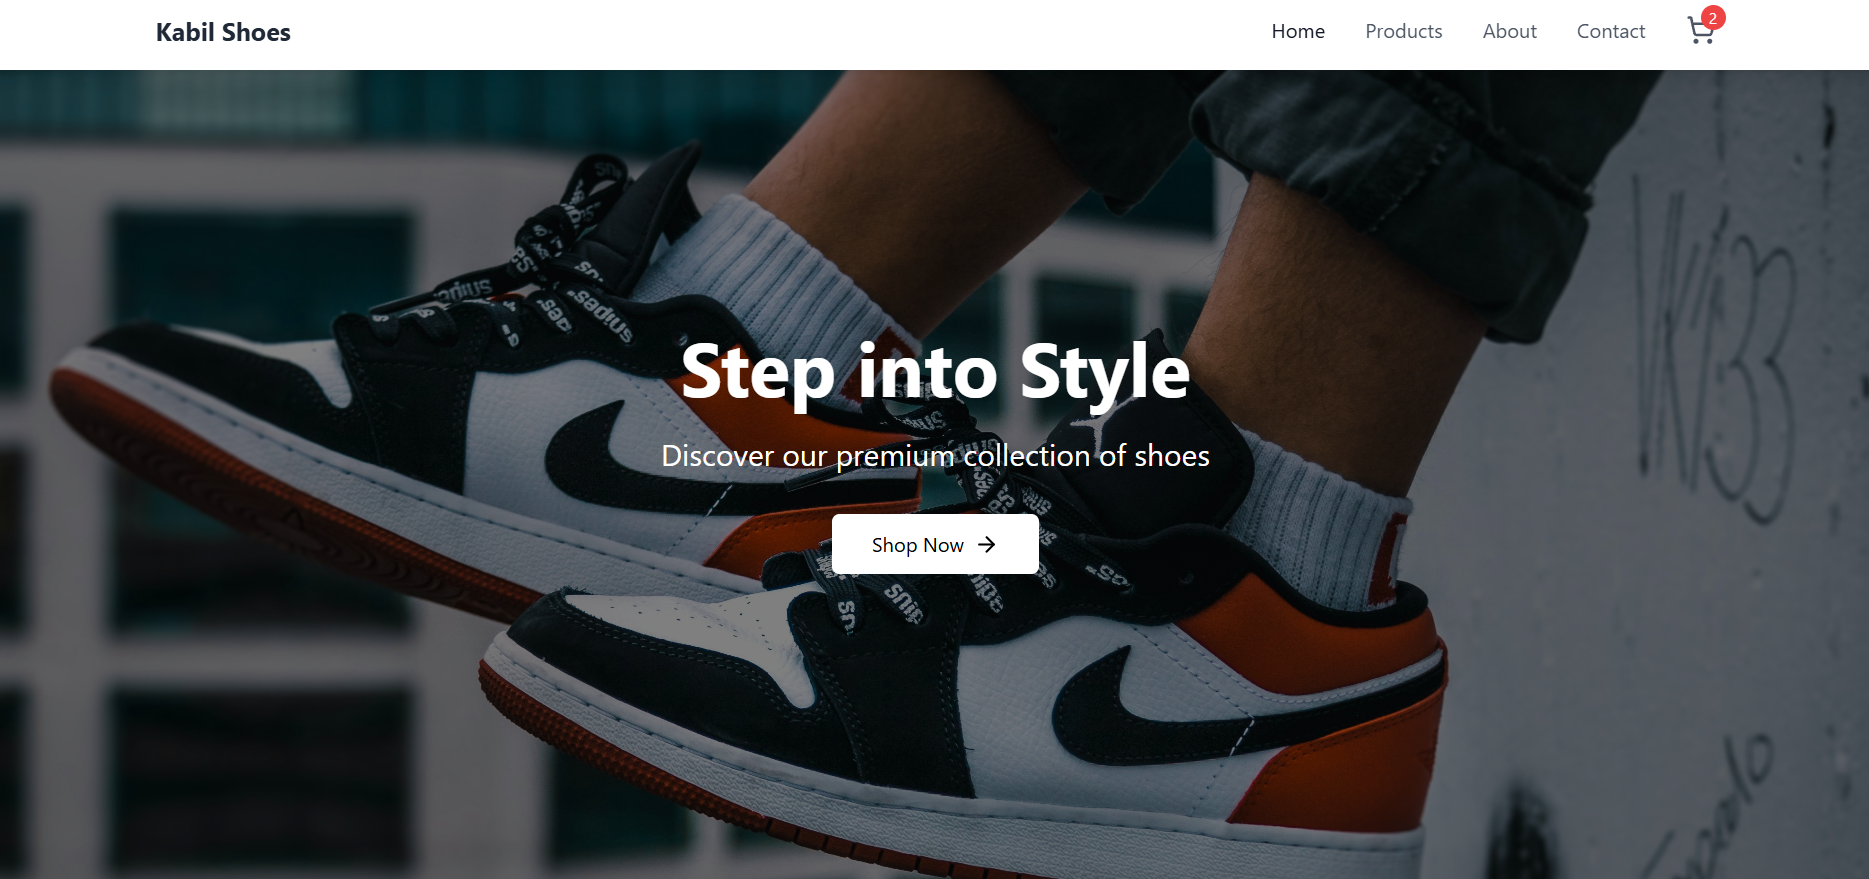 Kabil Shoes
Home Products About Contact 2
Step into Style
Discover our premium collection of shoes
Shop Now